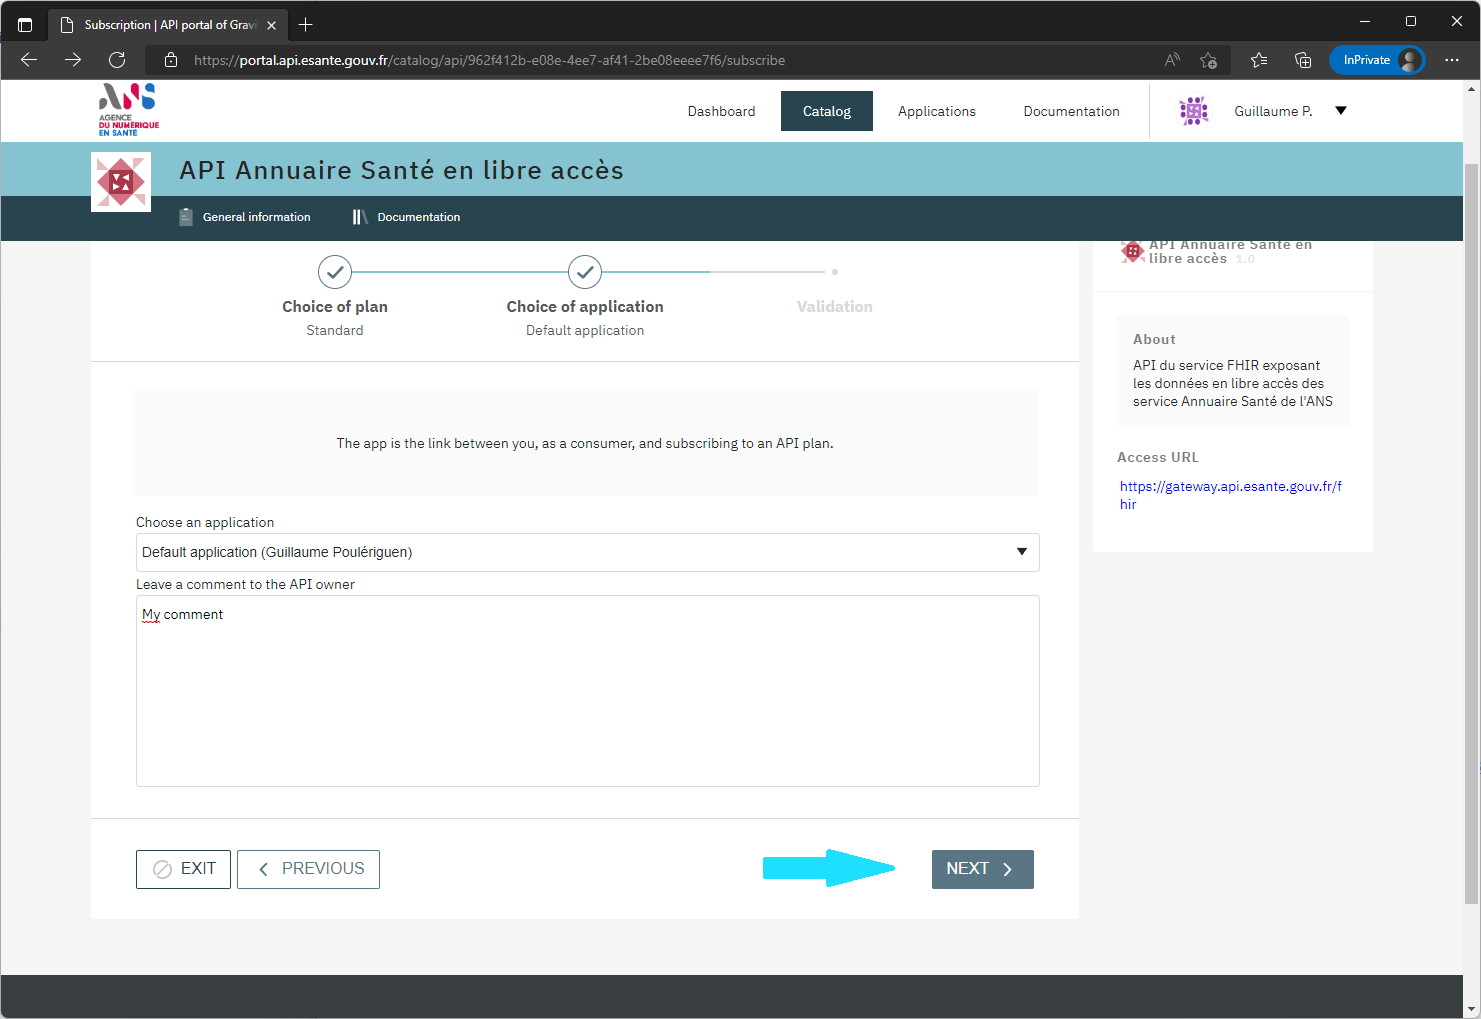 Subscription | API portal of Gravi
https://portal.api.esante.gouv.fr/catalog/api/962f412b-e08e-4ee7-af41-2be08eeee7f6/subscribe
InPrivate
ANS
AGENCE
DU NUMÉRIQUE
EN SANTÉ
Dashboard
Catalog
Applications
Documentation
Guillaume P.
API Annuaire Santé en libre accès
General information
Documentation
Choice of plan
Standard
Choice of application
Default application
Validation
API Annuaire Santé en
libre accès 1.0
About
API du service FHIR exposant
les données en libre accès des
service Annuaire Santé de l'ANS
Access URL
https://gateway.api.esante.gouv.fr/f
hir
The app is the link between you, as a consumer, and subscribing to an API plan.
Choose an application
Default application (Guillaume Poulériguen)
Leave a comment to the API owner
My comment
EXIT
PREVIOUS
NEXT